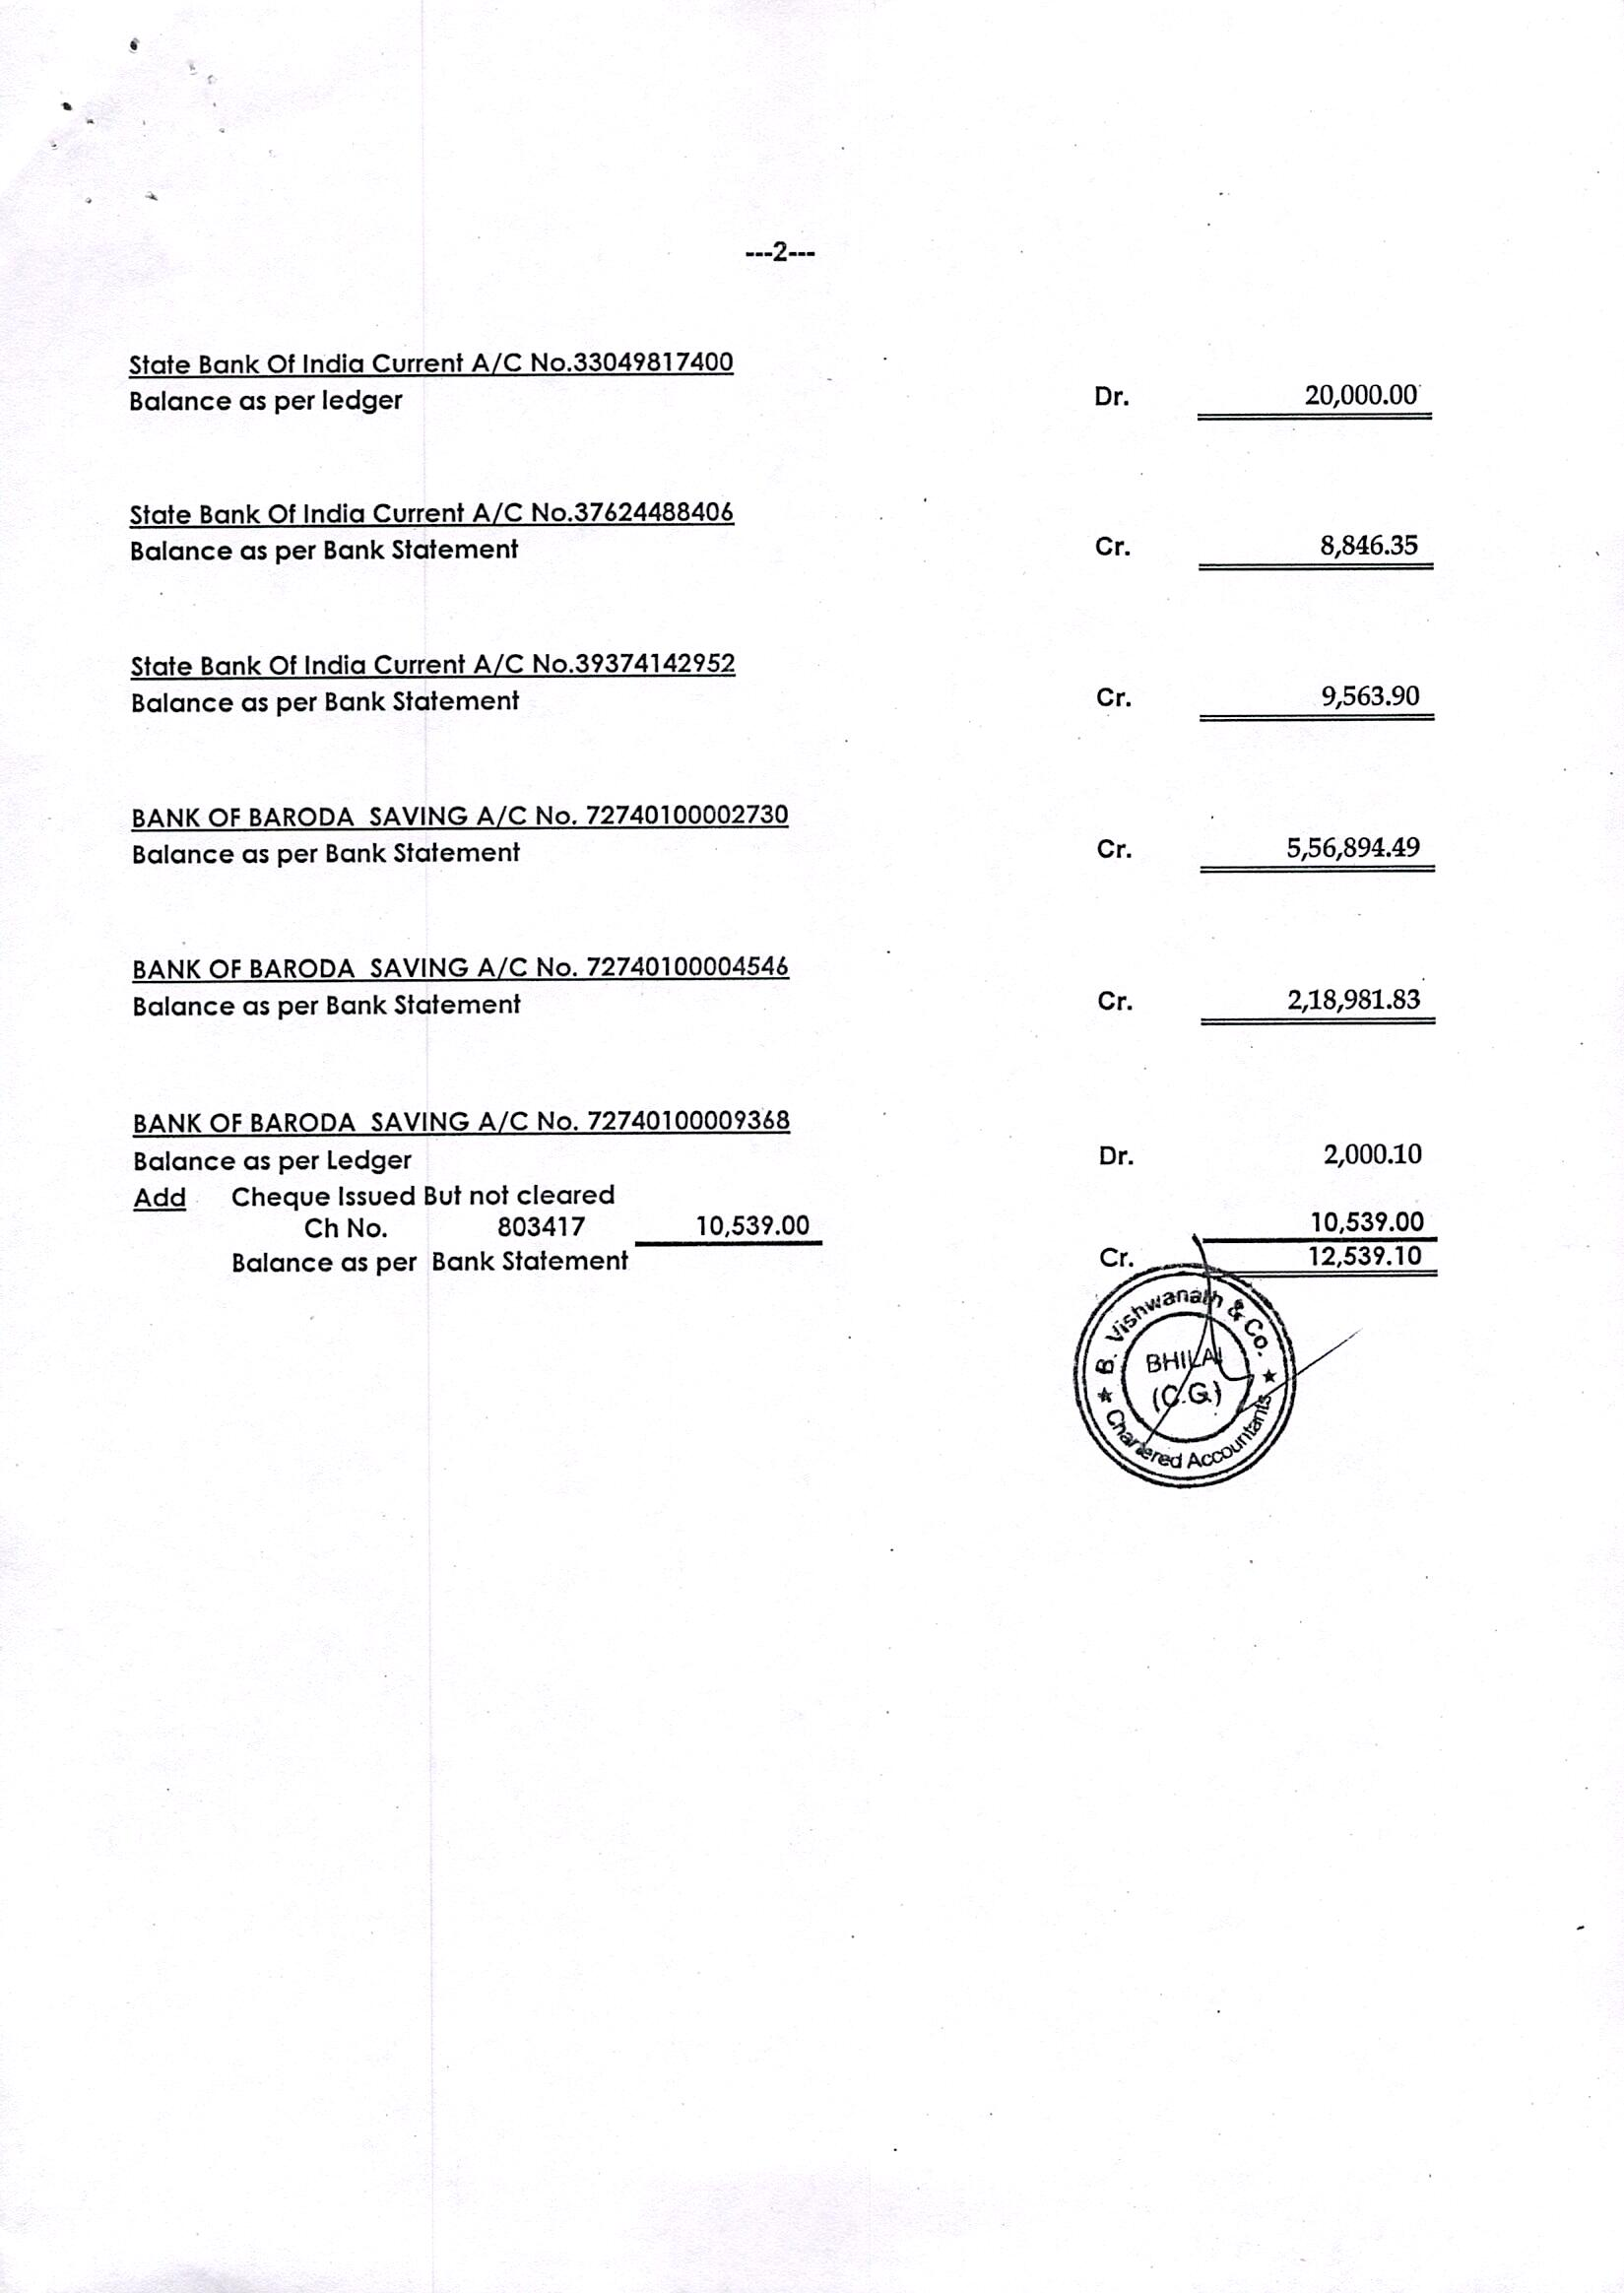 ---2---
State Bank Of India Current A/C No.33049817400
Balance as per ledger Dr. 20,000.00
State Bank Of India Current A/C No.37624488406
Balance as per Bank Statement Cr. 8,846.35
State Bank Of India Current A/C No.39374142952
Balance as per Bank Statement Cr. 9,563.90
BANK OF BARODA SAVING A/C No. 72740100002730
Balance as per Bank Statement Cr. 5,56,894.49
BANK OF BARODA SAVING A/C No. 72740100004546
Balance as per Bank Statement Cr. 2,18,981.83
BANK OF BARODA SAVING A/C No. 72740100009368
Balance as per Ledger Dr. 2,000.10
Add Cheque Issued But not cleared
Ch No. 803417 10,539.00 10,539.00
Balance as per Bank Statement Cr. 12,539.10
B. Vishwanath & Co.
BHILAI
(C.G.)
★ Chartered Accountants ★